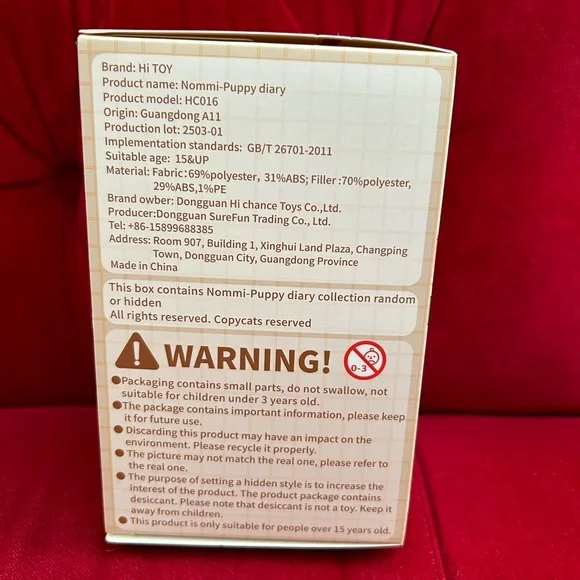 Brand: Hi TOY
Product name: Nommi-Puppy diary
Product model: HC016
Origin: Guangdong A11
Production lot: 2503-01
Implementation standards: GB/T 26701-2011
Suitable age: 15&UP
Material: Fabric:69%polyester, 31%ABS; Filler:70%polyester,
29%ABS,1%PE
Brand owber: Dongguan Hi chance Toys Co.,Ltd.
Producer:Dongguan SureFun Trading Co., Ltd.
Tel: +86-15899688385
Address: Room 907, Building 1, Xinghui Land Plaza, Changping
Town, Dongguan City, Guangdong Province
Made in China
This box contains Nommi-Puppy diary collection random
or hidden
All rights reserved. Copycats reserved
WARNING!
0-3
●Packaging contains small parts, do not swallow, not
suitable for children under 3 years old.
●The package contains important information, please keep
it for future use.
● Discarding this product may have an impact on the
environment. Please recycle it properly.
● The picture may not match the real one, please refer to
the real one.
● The purpose of setting a hidden style is to increase the
interest of the product. The product package contains
desiccant. Please note that desiccant is not a toy. Keep it
away from children.
● This product is only suitable for people over 15 years old.